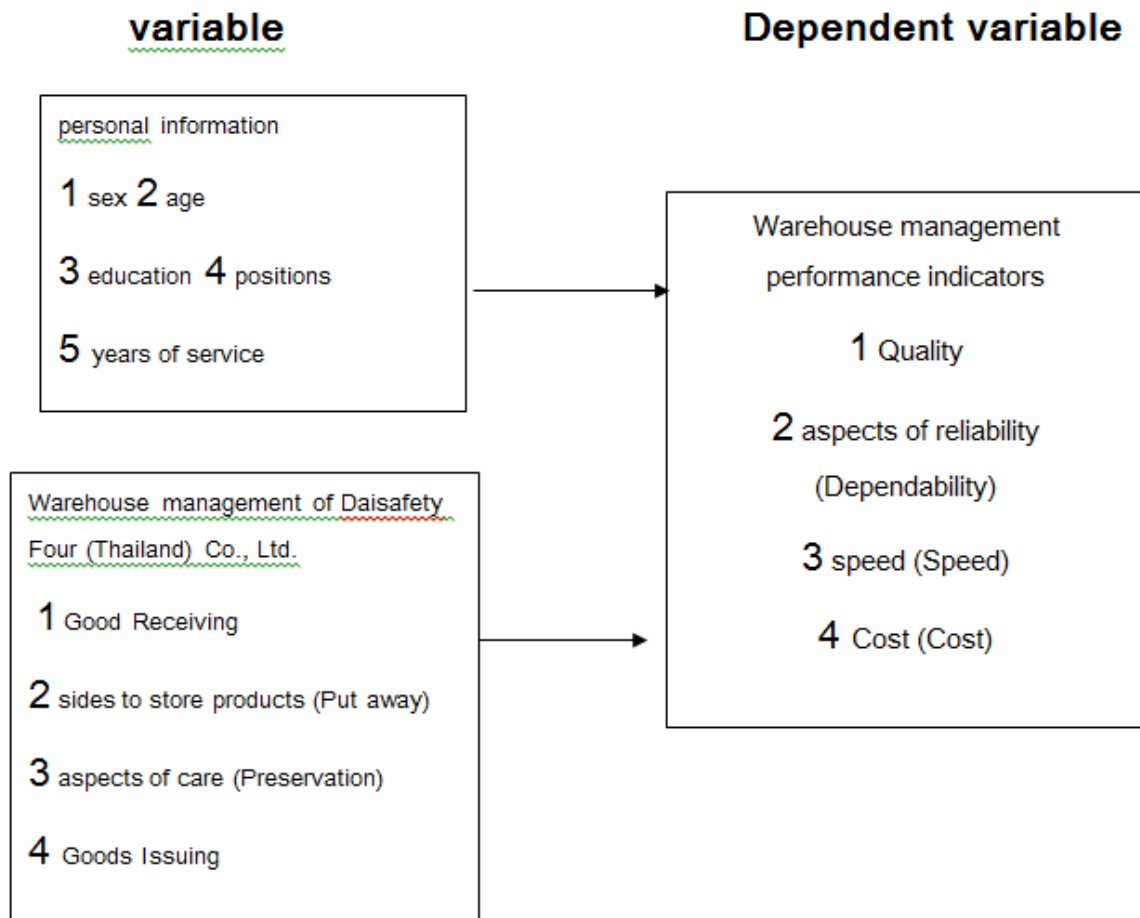 variable
Dependent variable
personal information
1 sex 2 age
3 education 4 positions
5 years of service
Warehouse management of Daisafety
Four (Thailand) Co., Ltd.
1 Good Receiving
2 sides to store products (Put away)
3 aspects of care (Preservation)
4 Goods Issuing
Warehouse management
performance indicators
1 Quality
2 aspects of reliability
(Dependability)
3 speed (Speed)
4 Cost (Cost)